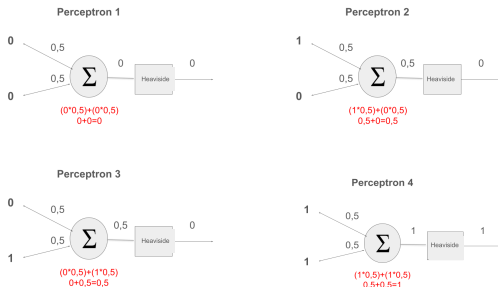 Perceptron 1
0
0,5
0
0
0,5
Σ
Heaviside
0
(0*0,5)+(0*0,5)
0+0=0
Perceptron 2
1
0,5
0,5
0
0,5
Σ
Heaviside
0
(1*0,5)+(0*0,5)
0,5+0=0,5
Perceptron 3
0
0,5
0,5
0
0,5
Σ
Heaviside
1
(0*0,5)+(1*0,5)
0+0,5=0,5
Perceptron 4
1
0,5
1
1
0,5
Σ
Heaviside
1
(1*0,5)+(1*0,5)
0,5+0,5=1